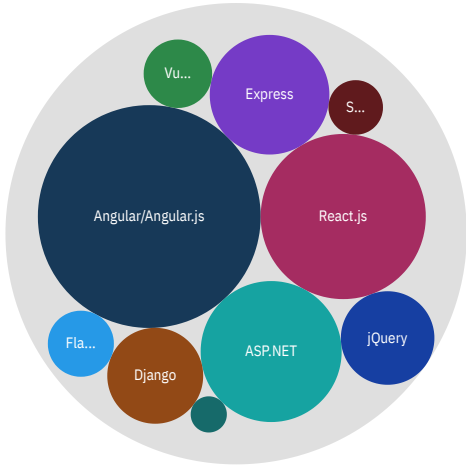 Vu...
Express
S...
Angular/Angular.js
React.js
Fla...
Django
ASP.NET
jQuery